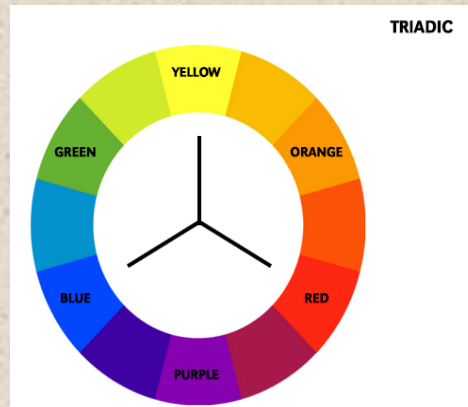 TRIADIC
YELLOW
GREEN
ORANGE
BLUE
RED
PURPLE